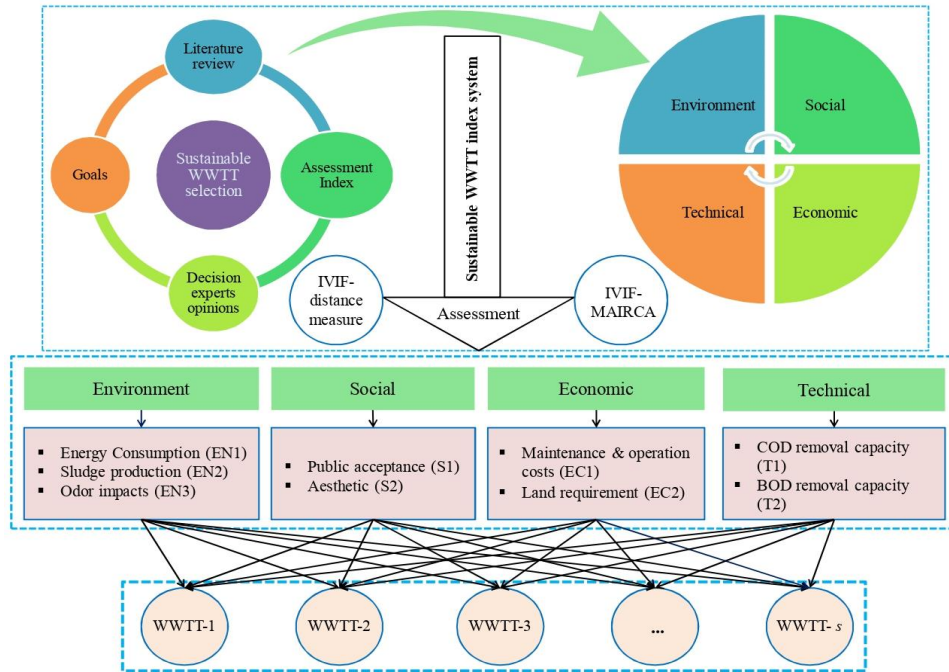 Literature
review
Goals
Sustainable
WWTT
selection
Assessment
Index
Decision
experts
opinions
Sustainable WWTT index system
Environment
Social
Technical
Economic
IVIF-
distance
measure
Assessment
IVIF-
MAIRCA
Environment
Social
Economic
Technical
▪ Energy Consumption (EN1)
▪ Sludge production (EN2)
▪ Odor impacts (EN3)
▪ Public acceptance (S1)
▪ Aesthetic (S2)
▪ Maintenance & operation
costs (EC1)
▪ Land requirement (EC2)
▪ COD removal capacity
(T1)
▪ BOD removal capacity
(T2)
WWTT-1
WWTT-2
WWTT-3
...
WWTT- s